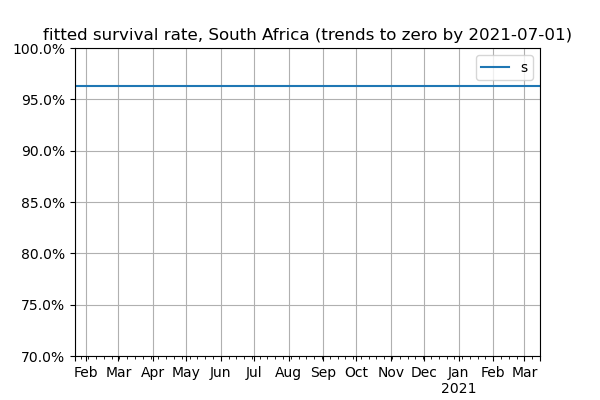 fitted survival rate, South Africa (trends to zero by 2021-07-01)
100.0%
s
95.0%
90.0%
85.0%
80.0%
75.0%
70.0%
Feb Mar Apr May Jun Jul Aug Sep Oct Nov Dec Jan Feb Mar
2021